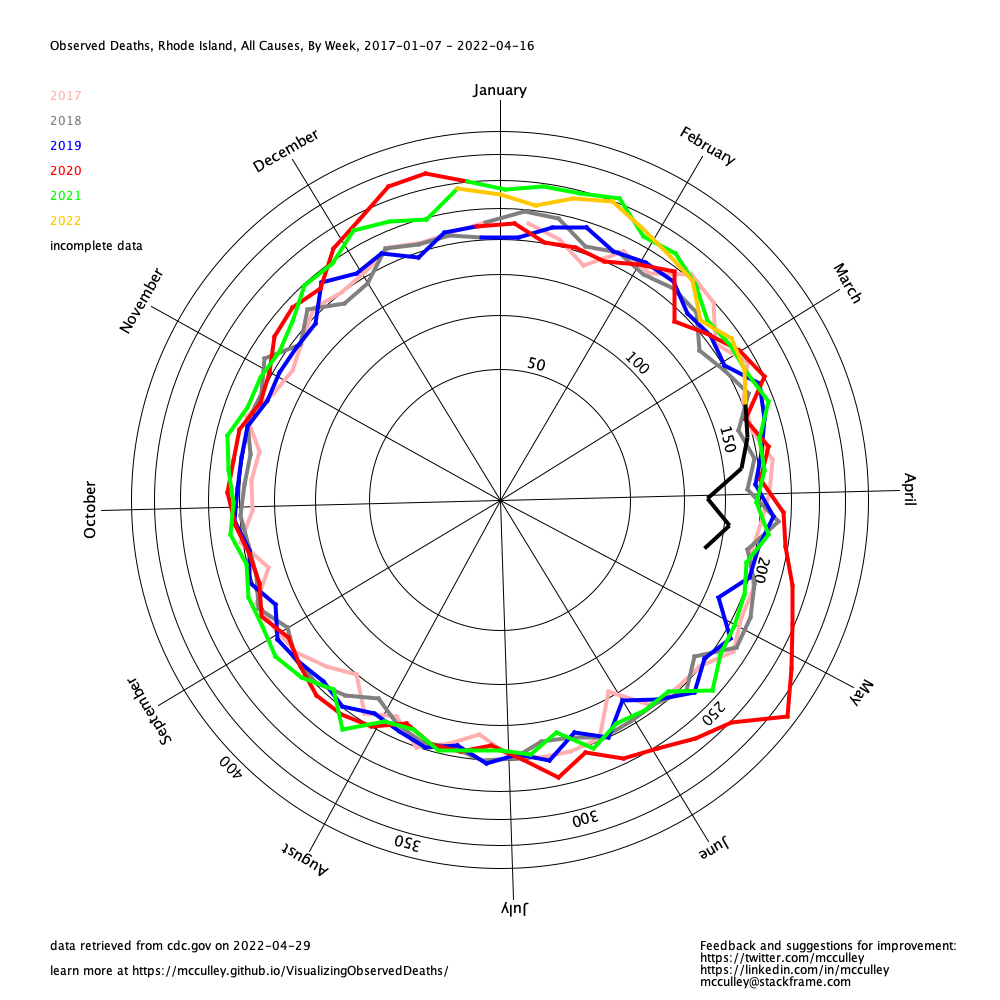 Observed Deaths, Rhode Island, All Causes, By Week, 2017-01-07 - 2022-04-16
2017
2018
2019
2020
2021
2022
incomplete data
January
February
March
April
May
June
July
August
September
October
November
December
50
100
150
200
250
300
350
400
data retrieved from cdc.gov on 2022-04-29
learn more at https://mcculley.github.io/VisualizingObservedDeaths/
Feedback and suggestions for improvement:
https://twitter.com/mcculley
https://linkedin.com/in/mcculley
mcculley@stackframe.com